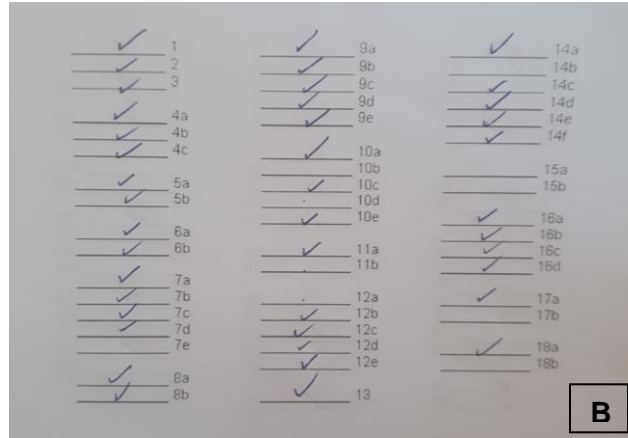 ✓ 1
✓ 2
✓ 3
✓ 4a
✓ 4b
✓ 4c
✓ 5a
✓ 5b
✓ 6a
✓ 6b
✓ 7a
✓ 7b
✓ 7c
✓ 7d
7e
✓ 8a
✓ 8b
✓ 9a
✓ 9b
✓ 9c
✓ 9d
✓ 9e
✓ 10a
10b
✓ 10c
10d
✓ 10e
✓ 11a
11b
12a
✓ 12b
✓ 12c
✓ 12d
✓ 12e
✓ 13
✓ 14a
14b
✓ 14c
✓ 14d
✓ 14e
✓ 14f
15a
15b
✓ 16a
✓ 16b
✓ 16c
✓ 16d
✓ 17a
17b
✓ 18a
18b
B